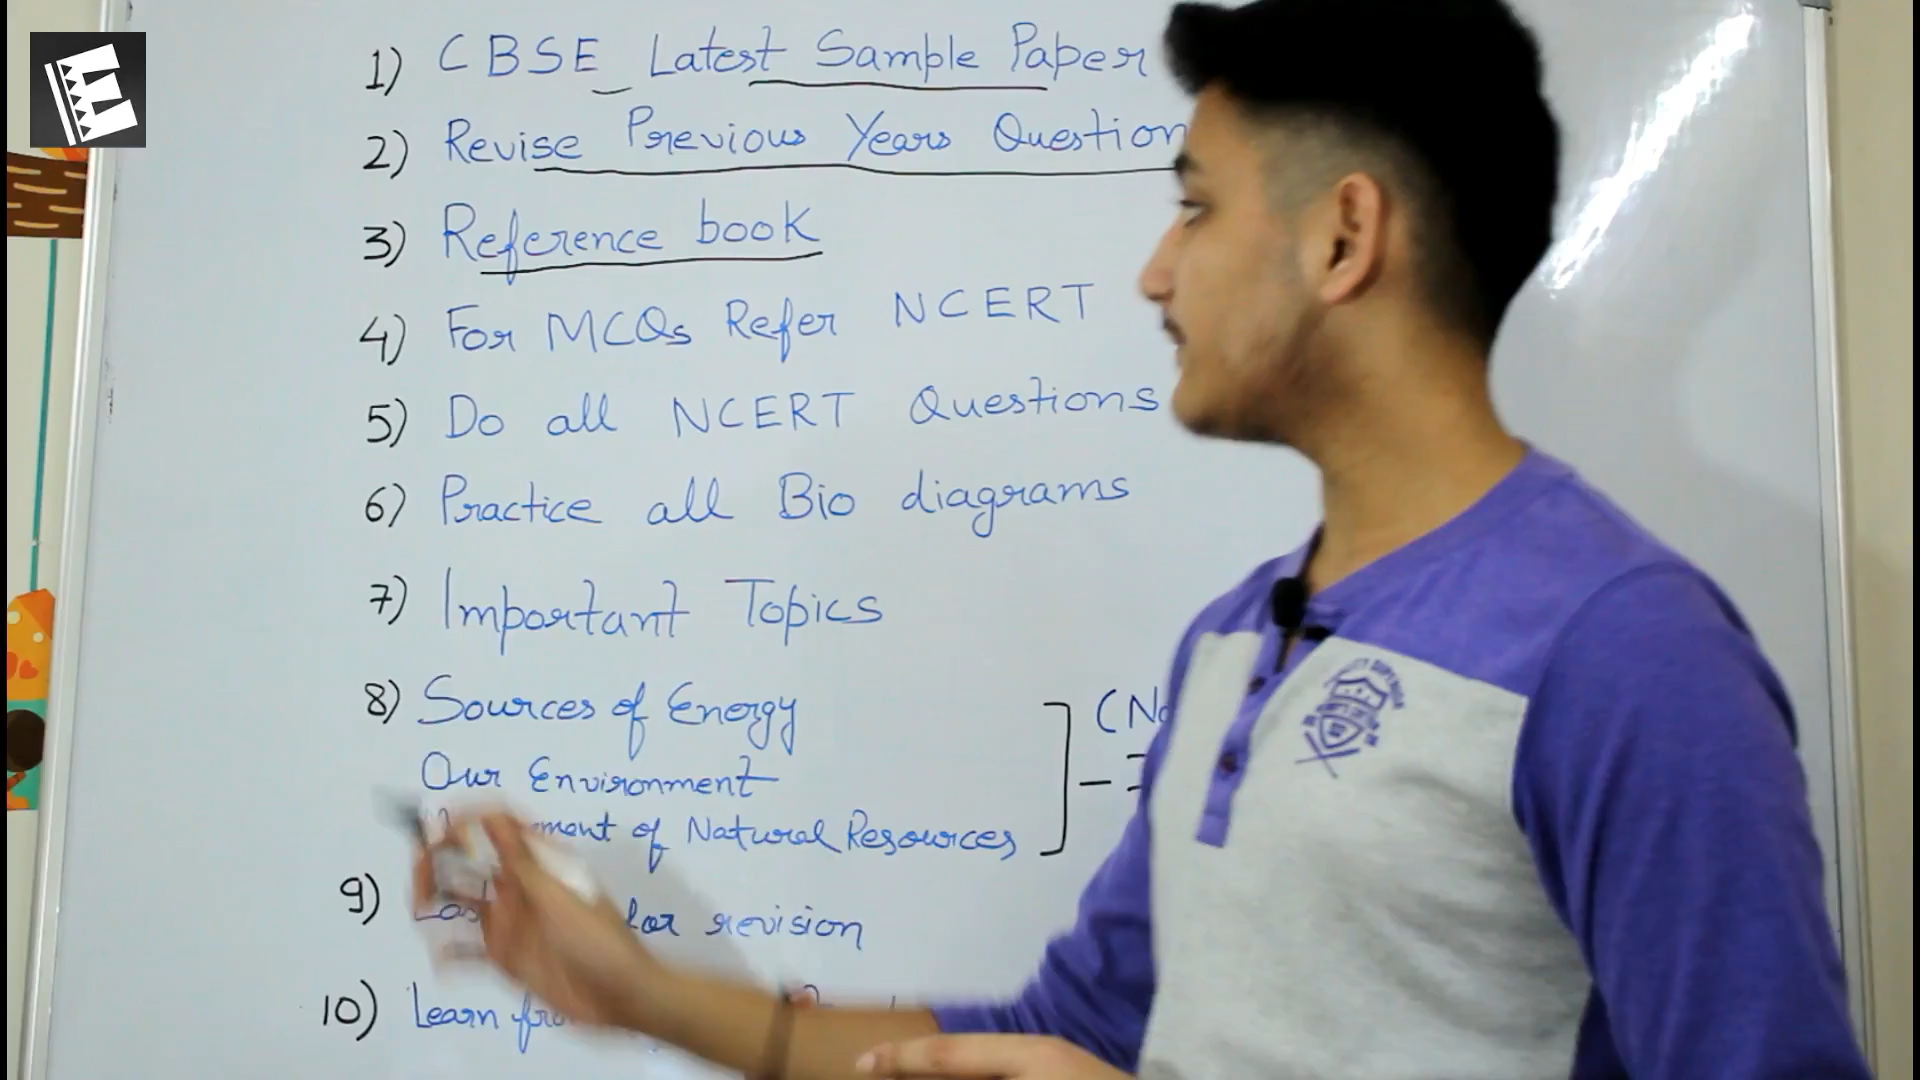 1) CBSE Latest Sample Paper
2) Revise Previous Years Question
3) Reference book
4) For MCQs Refer NCERT
5) Do all NCERT Questions
6) Practice all Bio diagrams
7) Important Topics
8) Sources of Energy
(No
Our Environment
of Natural Resources
9) for revision
10) Learn